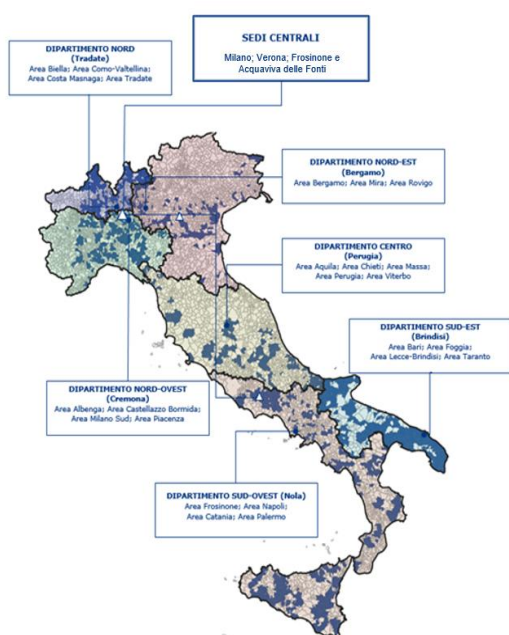 SEDI CENTRALI
Milano; Verona; Frosinone e
Acquaviva delle Fonti
DIPARTIMENTO NORD
(Tradate)
Area Biella; Area Como-Valtellina;
Area Costa Masnaga; Area Tradate
DIPARTIMENTO NORD-EST
(Bergamo)
Area Bergamo; Area Mira; Area Rovigo
DIPARTIMENTO CENTRO
(Perugia)
Area Aquila; Area Chieti; Area Massa;
Area Perugia; Area Viterbo
DIPARTIMENTO SUD-EST
(Brindisi)
Area Bari; Area Foggia;
Area Lecce-Brindisi; Area Taranto
DIPARTIMENTO NORD-OVEST
(Cremona)
Area Albenga; Area Castellazzo Bormida;
Area Milano Sud; Area Piacenza
DIPARTIMENTO SUD-OVEST (Nola)
Area Frosinone; Area Napoli;
Area Catania; Area Palermo